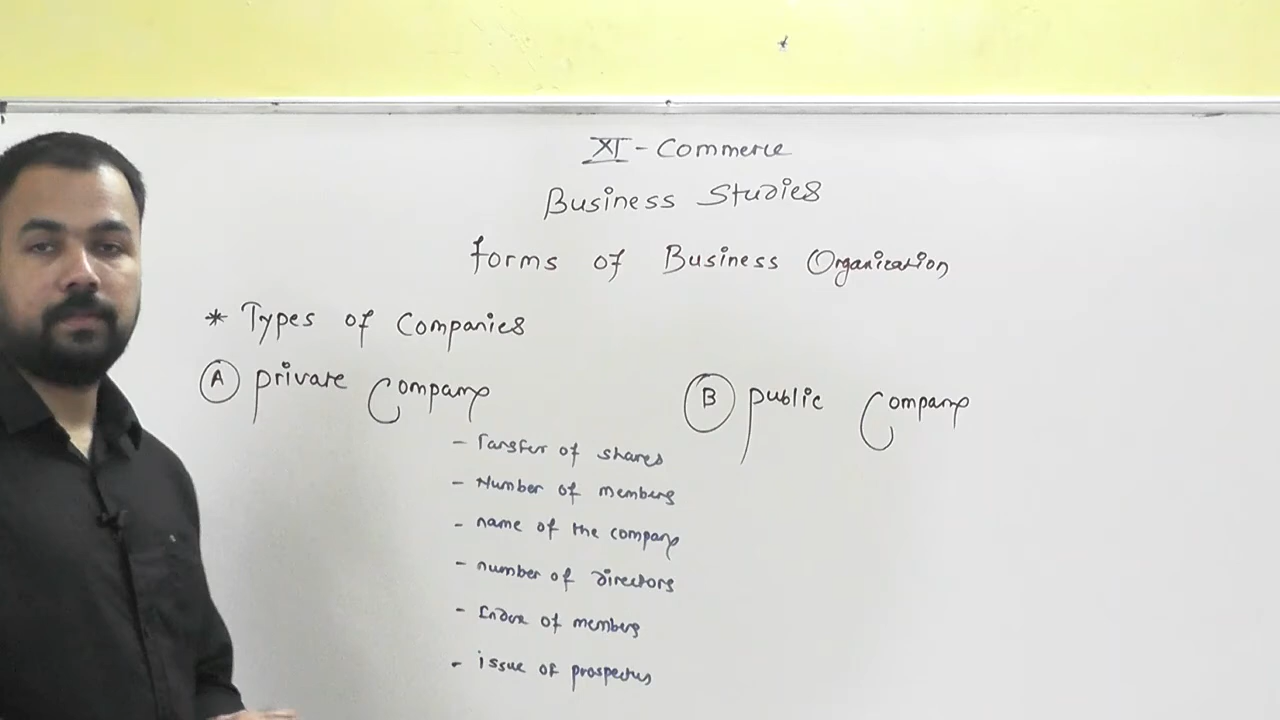 XI - Commerce
Business Studies
Forms of Business Organization
* Types of Companies
A Private Company
B Public Company
- Tansfer of shares
- Number of members
- name of the company
- number of directors
- Index of members
- issue of prospectus